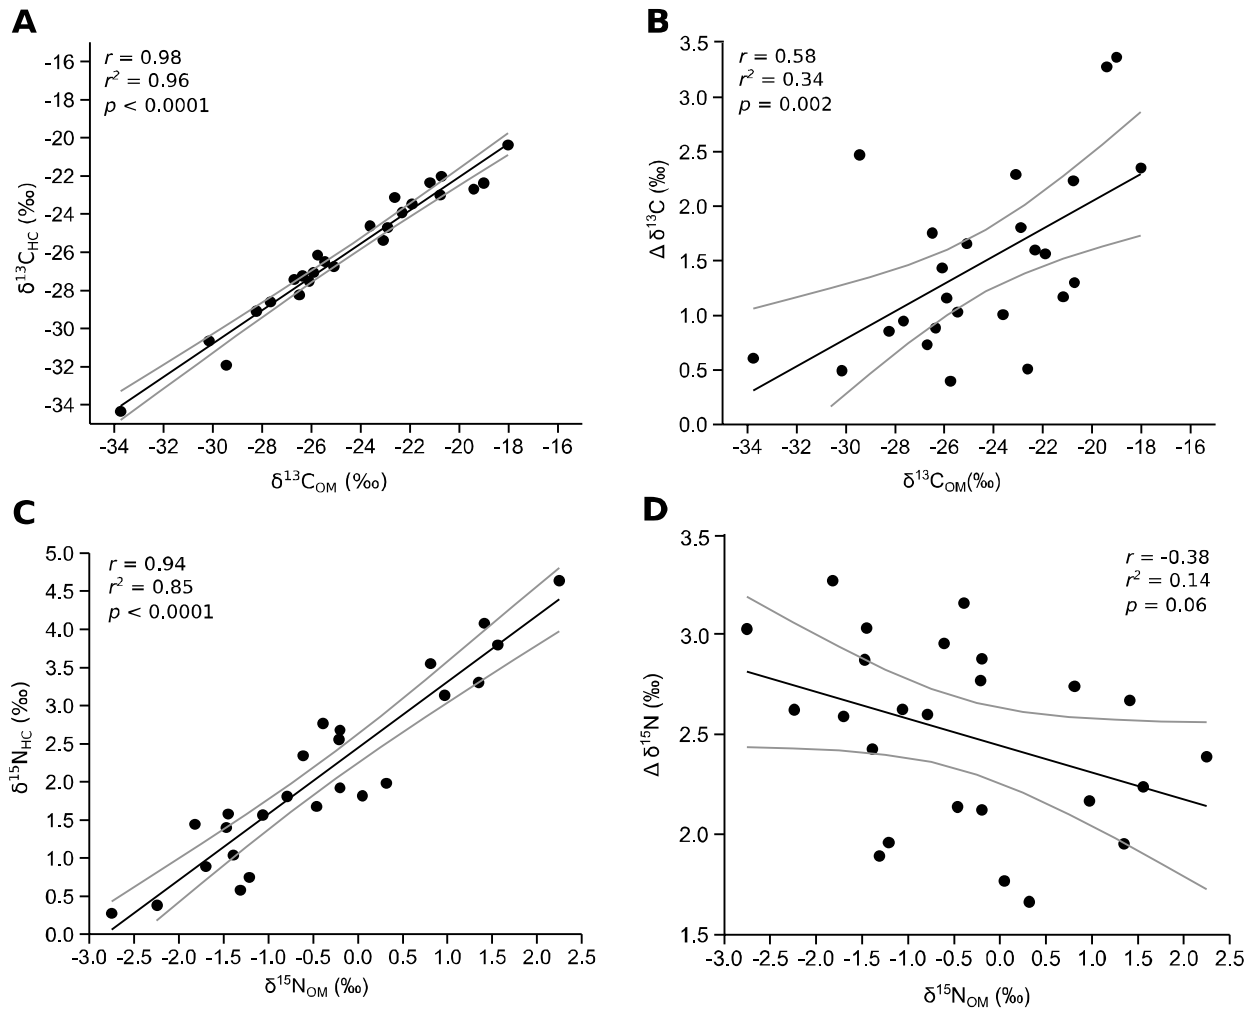 A
r = 0.98
r² = 0.96
p < 0.0001
δ¹³C_HC (‰)
-16
-18
-20
-22
-24
-26
-28
-30
-32
-34
-34 -32 -30 -28 -26 -24 -22 -20 -18 -16
δ¹³C_OM (‰)
B
r = 0.58
r² = 0.34
p = 0.002
Δ δ¹³C (‰)
3.5
3.0
2.5
2.0
1.5
1.0
0.5
0.0
-34 -32 -30 -28 -26 -24 -22 -20 -18 -16
δ¹³C_OM(‰)
C
r = 0.94
r² = 0.85
p < 0.0001
δ¹⁵N_HC (‰)
5.0
4.5
4.0
3.5
3.0
2.5
2.0
1.5
1.0
0.5
0.0
-3.0 -2.5 -2.0 -1.5 -1.0 -0.5 0.0 0.5 1.0 1.5 2.0 2.5
δ¹⁵N_OM (‰)
D
r = -0.38
r² = 0.14
p = 0.06
Δ δ¹⁵N (‰)
3.5
3.0
2.5
2.0
1.5
-3.0 -2.5 -2.0 -1.5 -1.0 -0.5 0.0 0.5 1.0 1.5 2.0 2.5
δ¹⁵N_OM (‰)